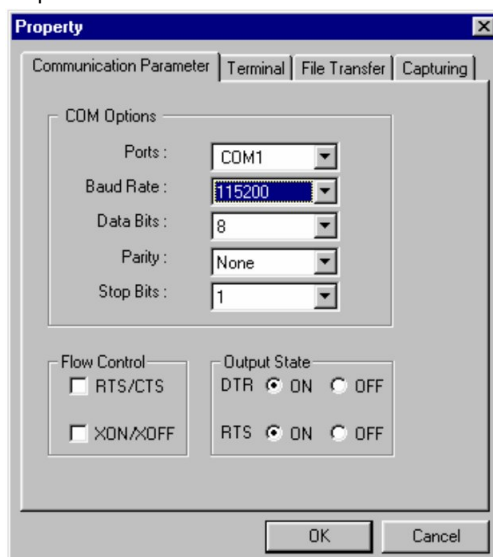 Property
Communication Parameter Terminal File Transfer Capturing
COM Options
Ports : COM1
Baud Rate : 115200
Data Bits : 8
Parity : None
Stop Bits : 1
Flow Control
RTS/CTS
XON/XOFF
Output State
DTR ON OFF
RTS ON OFF
OK Cancel